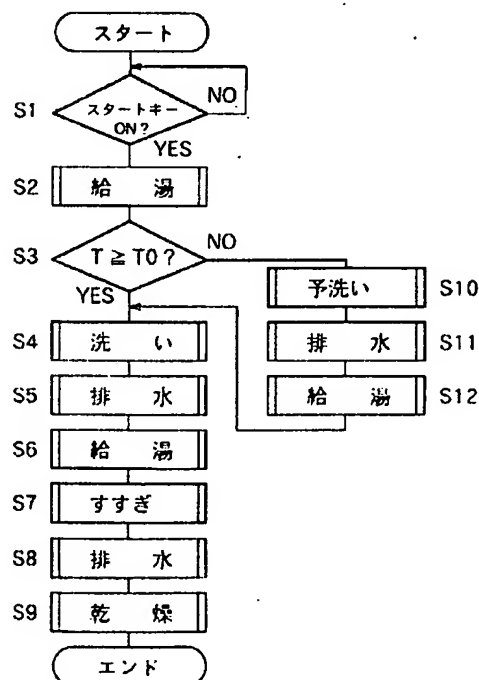 スタート
S1
スタートキー
ON?
NO
YES
S2
給 湯
S3
T ≧ T0 ?
NO
YES
S4
洗 い
S5
排 水
S6
給 湯
S7
すすぎ
S8
排 水
S9
乾 燥
エンド
予洗い
S10
排 水
S11
給 湯
S12